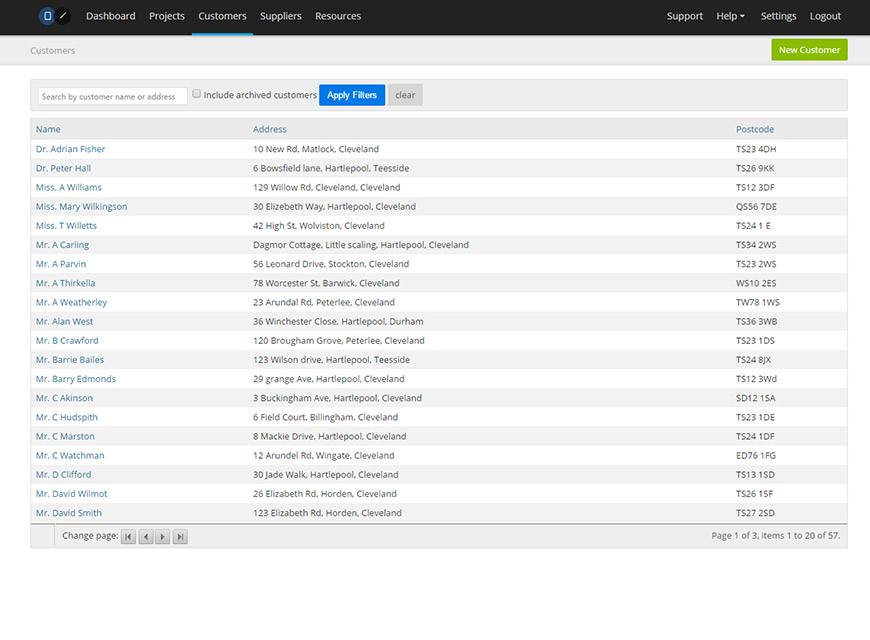 Dashboard Projects Customers Suppliers Resources Support Help Settings Logout
Customers New Customer
Search by customer name or address Include archived customers Apply Filters clear
Name Address Postcode
Dr. Adrian Fisher 10 New Rd, Matlock, Cleveland TS23 4DH
Dr. Peter Hall 6 Bowsfield lane, Hartlepool, Teesside TS26 9KK
Miss. A Williams 129 Willow Rd, Cleveland, Cleveland TS12 3DF
Miss. Mary Wilkingson 30 Elizebeth Way, Hartlepool, Cleveland QS56 7DE
Miss. T Willetts 42 High St, Wolviston, Cleveland TS24 1 E
Mr. A Carling Dagmor Cottage, Little scaling, Hartlepool, Cleveland TS34 2WS
Mr. A Parvin 56 Leonard Drive, Stockton, Cleveland TS23 2WS
Mr. A Thirkella 78 Worcester St, Barwick, Cleveland WS10 2ES
Mr. A Weatherley 23 Arundal Rd, Peterlee, Cleveland TW78 1WS
Mr. Alan West 36 Winchester Close, Hartlepool, Durham TS36 3WB
Mr. B Crawford 120 Brougham Grove, Peterlee, Cleveland TS23 1DS
Mr. Barrie Bailes 123 Wilson drive, Hartlepool, Teesside TS24 8JX
Mr. Barry Edmonds 29 grange Ave, Hartlepool, Cleveland TS12 3Wd
Mr. C Akinson 3 Buckingham Ave, Hartlepool, Cleveland SD12 1SA
Mr. C Hudspith 6 Field Court, Billingham, Cleveland TS23 1DE
Mr. C Marston 8 Mackie Drive, Hartlepool, Cleveland TS24 1DF
Mr. C Watchman 12 Arundel Rd, Wingate, Cleveland ED76 1FG
Mr. D Clifford 30 Jade Walk, Hartlepool, Cleveland TS13 1SD
Mr. David Wilmot 26 Elizabeth Rd, Horden, Cleveland TS26 1SF
Mr. David Smith 123 Elizabeth Rd, Horden, Cleveland TS27 2SD
Change page: Page 1 of 3, items 1 to 20 of 57.